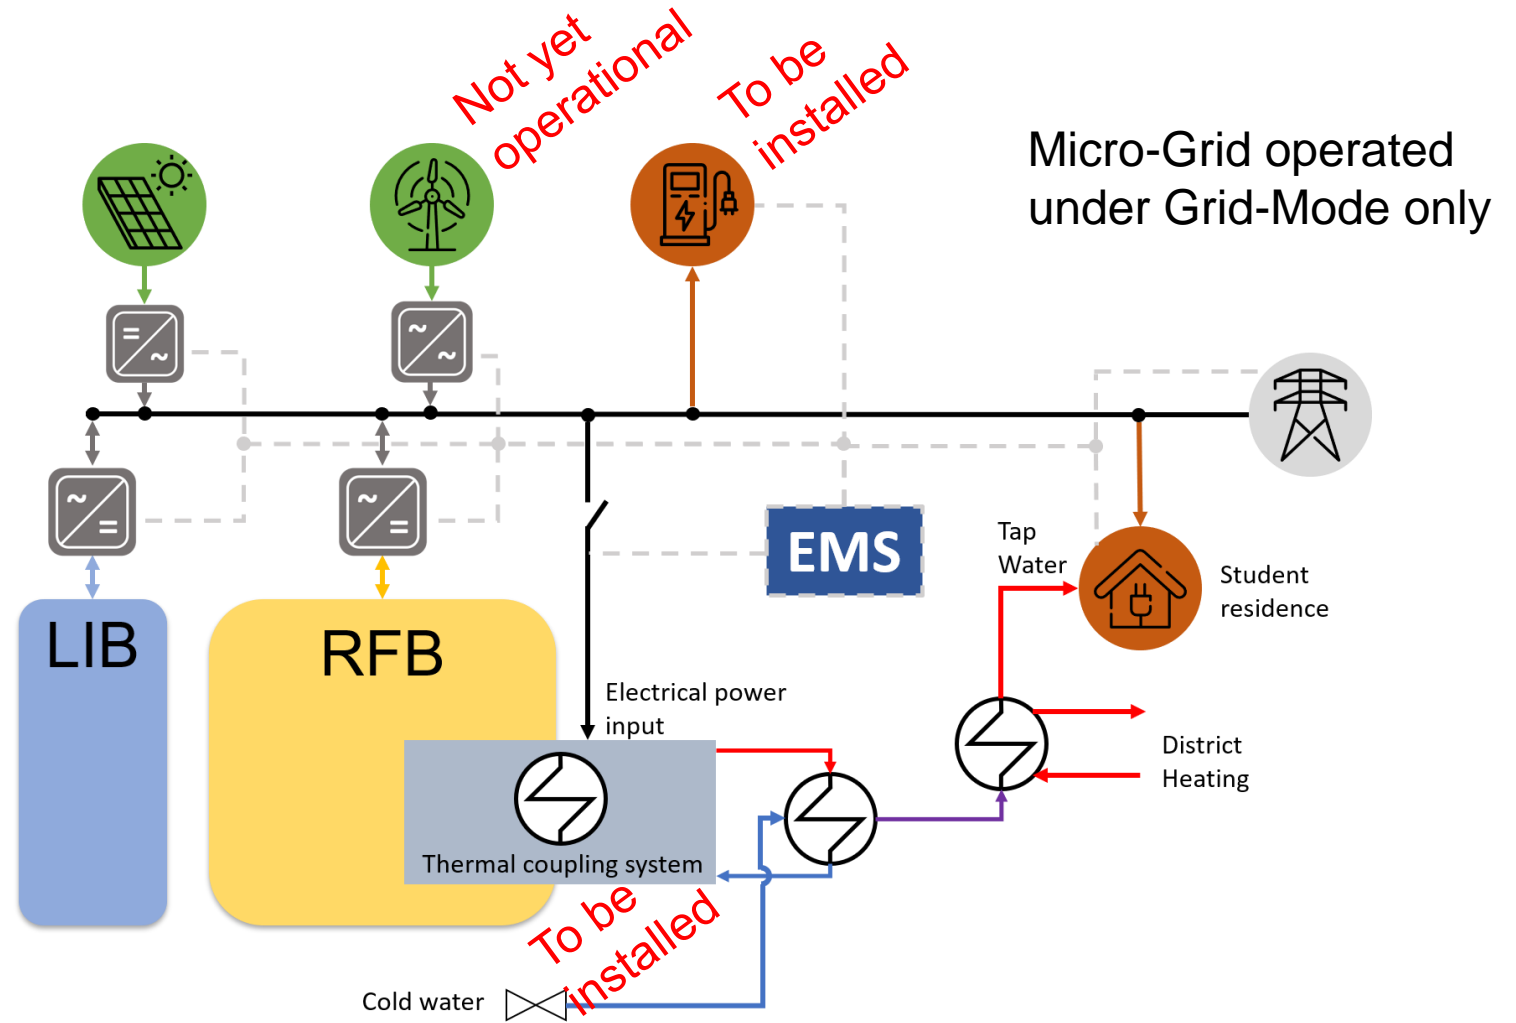 Not yet
operational
To be
installed
Micro-Grid operated
under Grid-Mode only
EMS
Tap
Water
Student
residence
LIB
RFB
Electrical power
input
District
Heating
Thermal coupling system
To be
installed
Cold water